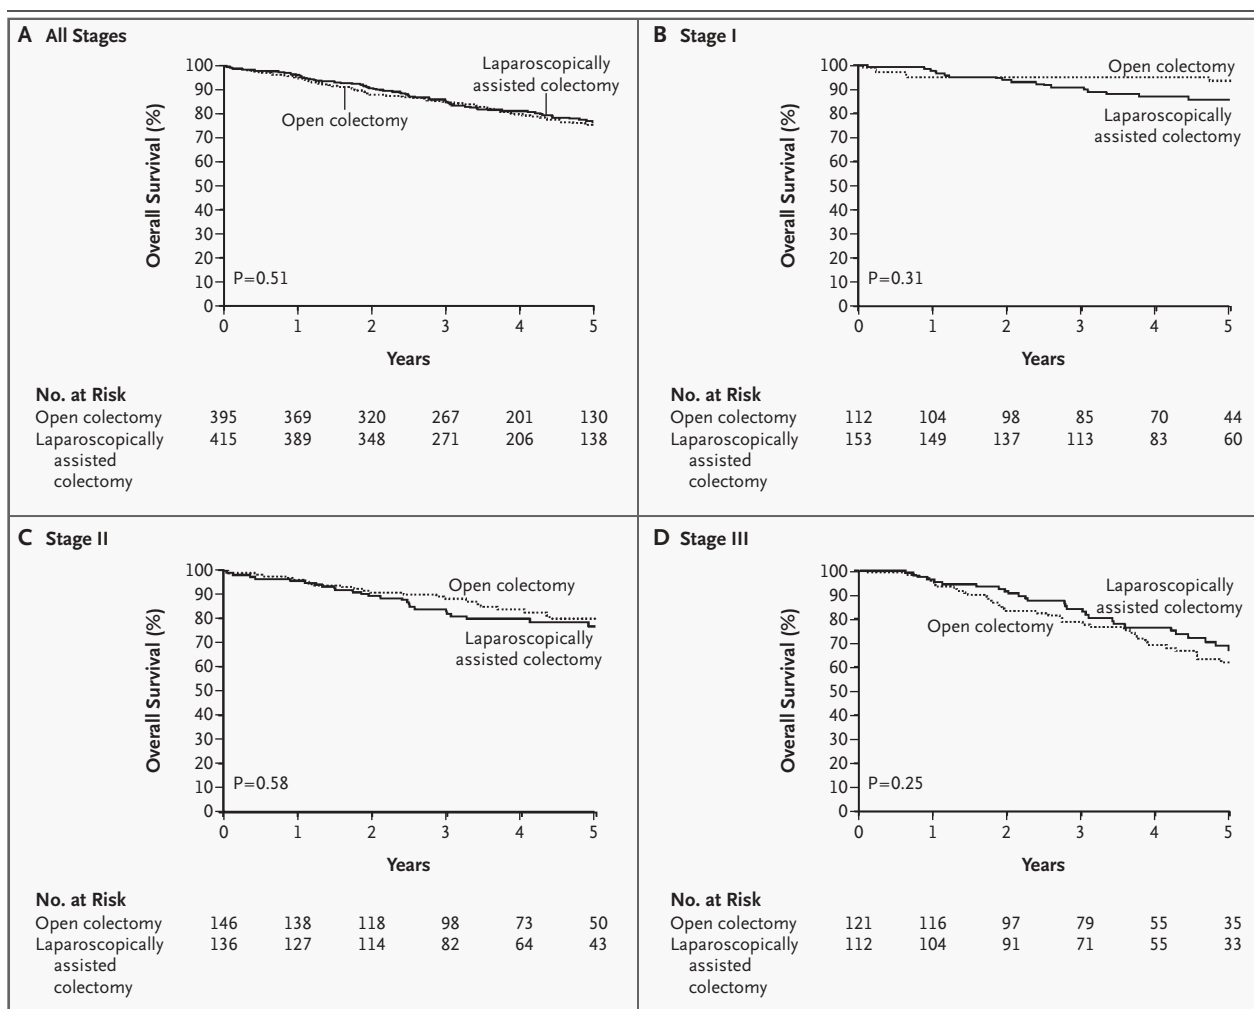 A All Stages
100
90
80
70
60
50
40
30
20
10
0
Overall Survival (%)
Laparoscopically
assisted colectomy
Open colectomy
P=0.51
0 1 2 3 4 5
Years
No. at Risk
Open colectomy 395 369 320 267 201 130
Laparoscopically 415 389 348 271 206 138
assisted
colectomy
B Stage I
100
90
80
70
60
50
40
30
20
10
0
Overall Survival (%)
Open colectomy
Laparoscopically
assisted colectomy
P=0.31
0 1 2 3 4 5
Years
No. at Risk
Open colectomy 112 104 98 85 70 44
Laparoscopically 153 149 137 113 83 60
assisted
colectomy
C Stage II
100
90
80
70
60
50
40
30
20
10
0
Overall Survival (%)
Open colectomy
Laparoscopically
assisted colectomy
P=0.58
0 1 2 3 4 5
Years
No. at Risk
Open colectomy 146 138 118 98 73 50
Laparoscopically 136 127 114 82 64 43
assisted
colectomy
D Stage III
100
90
80
70
60
50
40
30
20
10
0
Overall Survival (%)
Laparoscopically
assisted colectomy
Open colectomy
P=0.25
0 1 2 3 4 5
Years
No. at Risk
Open colectomy 121 116 97 79 55 35
Laparoscopically 112 104 91 71 55 33
assisted
colectomy